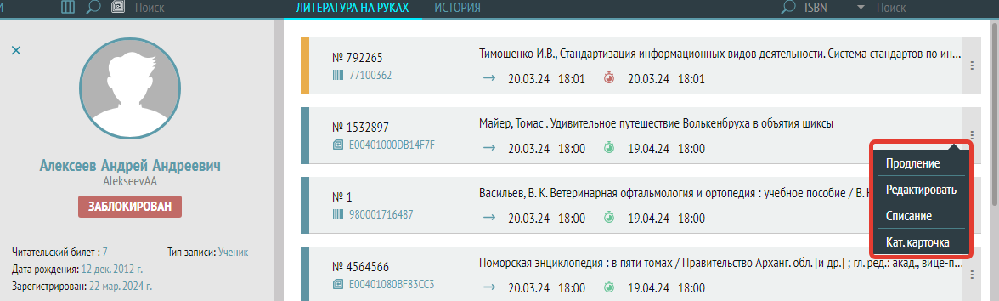 И
Поиск
ЛИТЕРАТУРА НА РУКАХ
ИСТОРИЯ
ISBN
Поиск
Алексеев Андрей Андреевич
AlekseevAA
ЗАБЛОКИРОВАН
Читательский билет : 7
Тип записи: Ученик
Дата рождения: 12 дек. 2012 г.
Зарегистрирован: 22 мар. 2024 г.
№ 792265
77100362
Тимошенко И.В., Стандартизация информационных видов деятельности. Система стандартов по ин...
20.03.24 18:01 20.03.24 18:01
№ 1532897
E00401000DB14F7F
Майер, Томас . Удивительное путешествие Волькенбруха в объятия шиксы
20.03.24 18:00 19.04.24 18:00
№ 1
980001716487
Васильев, В. К. Ветеринарная офтальмология и ортопедия : учебное пособие / В.
20.03.24 18:00 19.04.24 18:00
№ 4564566
E00401080BF83CC3
Поморская энциклопедия : в пяти томах / Правительство Арханг. обл. [и др.] ; гл. ред.: акад., вице-п...
20.03.24 18:00 19.04.24 18:00
Продление
Редактировать
Списание
Кат. карточка